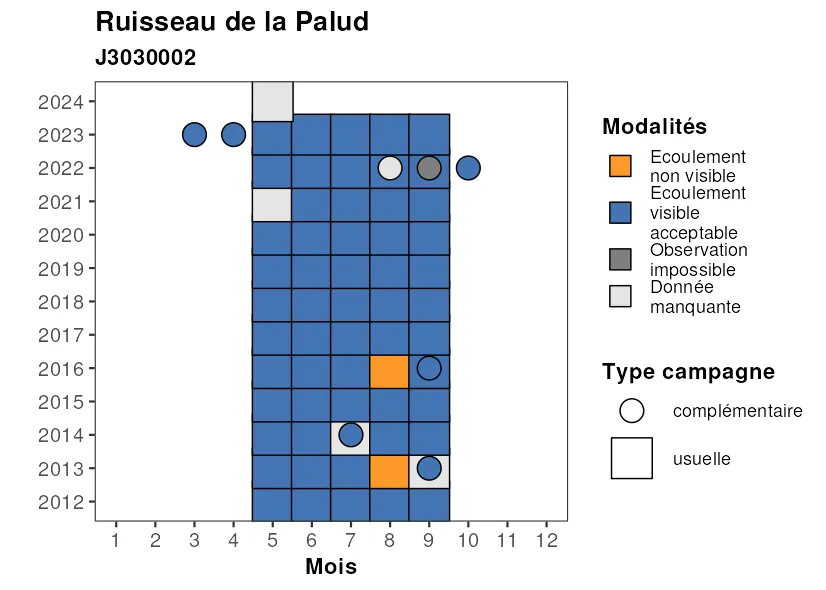 Ruisseau de la Palud
J3030002
2024
2023
2022
2021
2020
2019
2018
2017
2016
2015
2014
2013
2012
1 2 3 4 5 6 7 8 9 10 11 12
Mois
Modalités
Ecoulement
non visible
Ecoulement
visible
acceptable
Observation
impossible
Donnée
manquante
Type campagne
complémentaire
usuelle